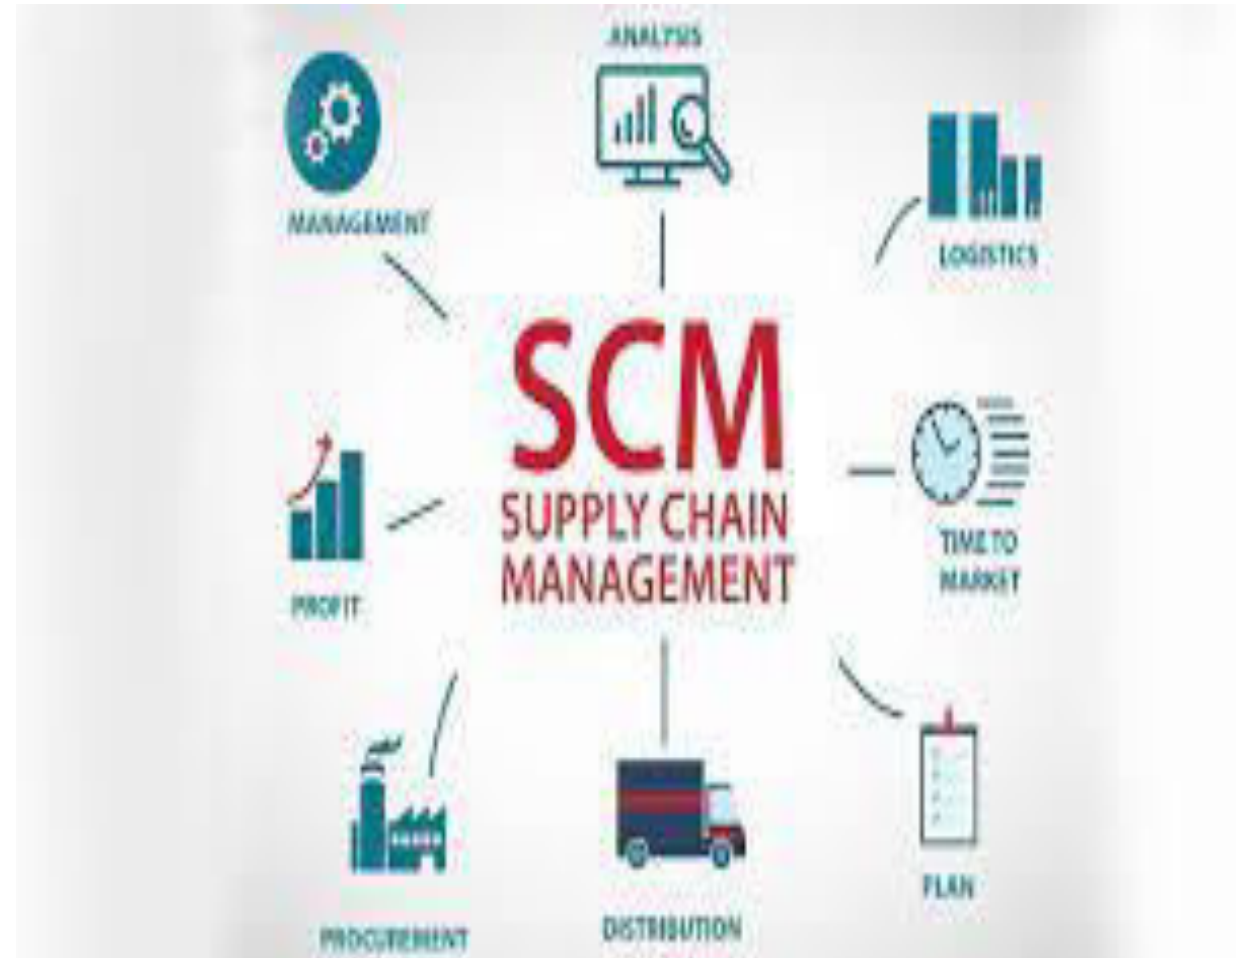 ANALYSIS
MANAGEMENT
LOGISTICS
SCM
SUPPLY CHAIN
MANAGEMENT
TIME TO
MARKET
PROFIT
PLAN
PROCUREMENT
DISTRIBUTION